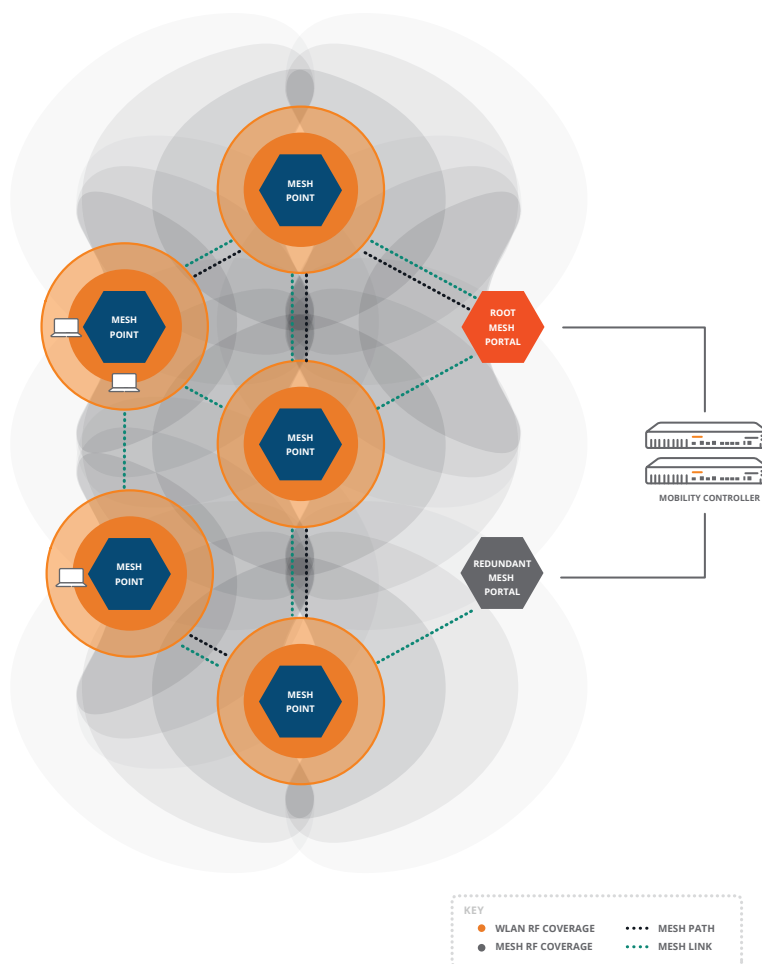 MESH
POINT
MESH
POINT
ROOT
MESH
PORTAL
MESH
POINT
MOBILITY CONTROLLER
MESH
POINT
REDUNDANT
MESH
PORTAL
MESH
POINT
KEY
WLAN RF COVERAGE
MESH PATH
MESH RF COVERAGE
MESH LINK